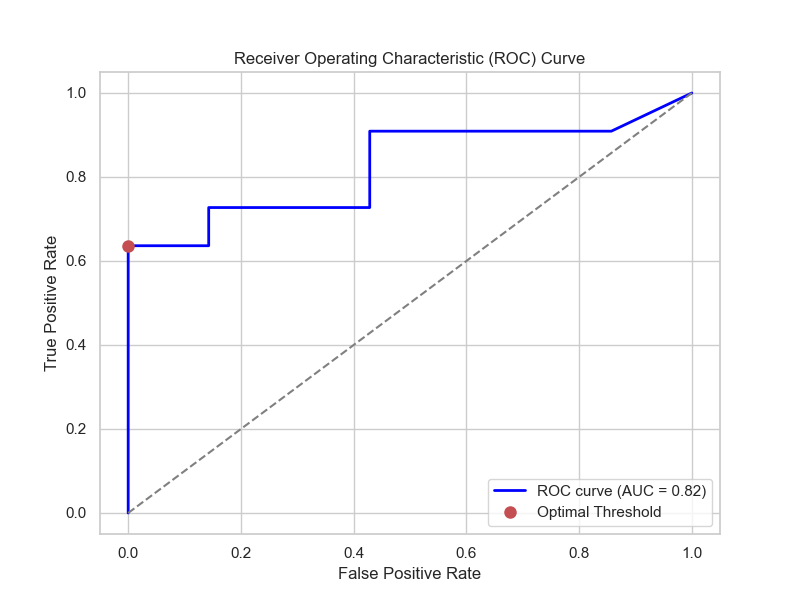 Receiver Operating Characteristic (ROC) Curve
True Positive Rate
1.0
0.8
0.6
0.4
0.2
0.0
0.0 0.2 0.4 0.6 0.8 1.0
False Positive Rate
ROC curve (AUC = 0.82)
Optimal Threshold